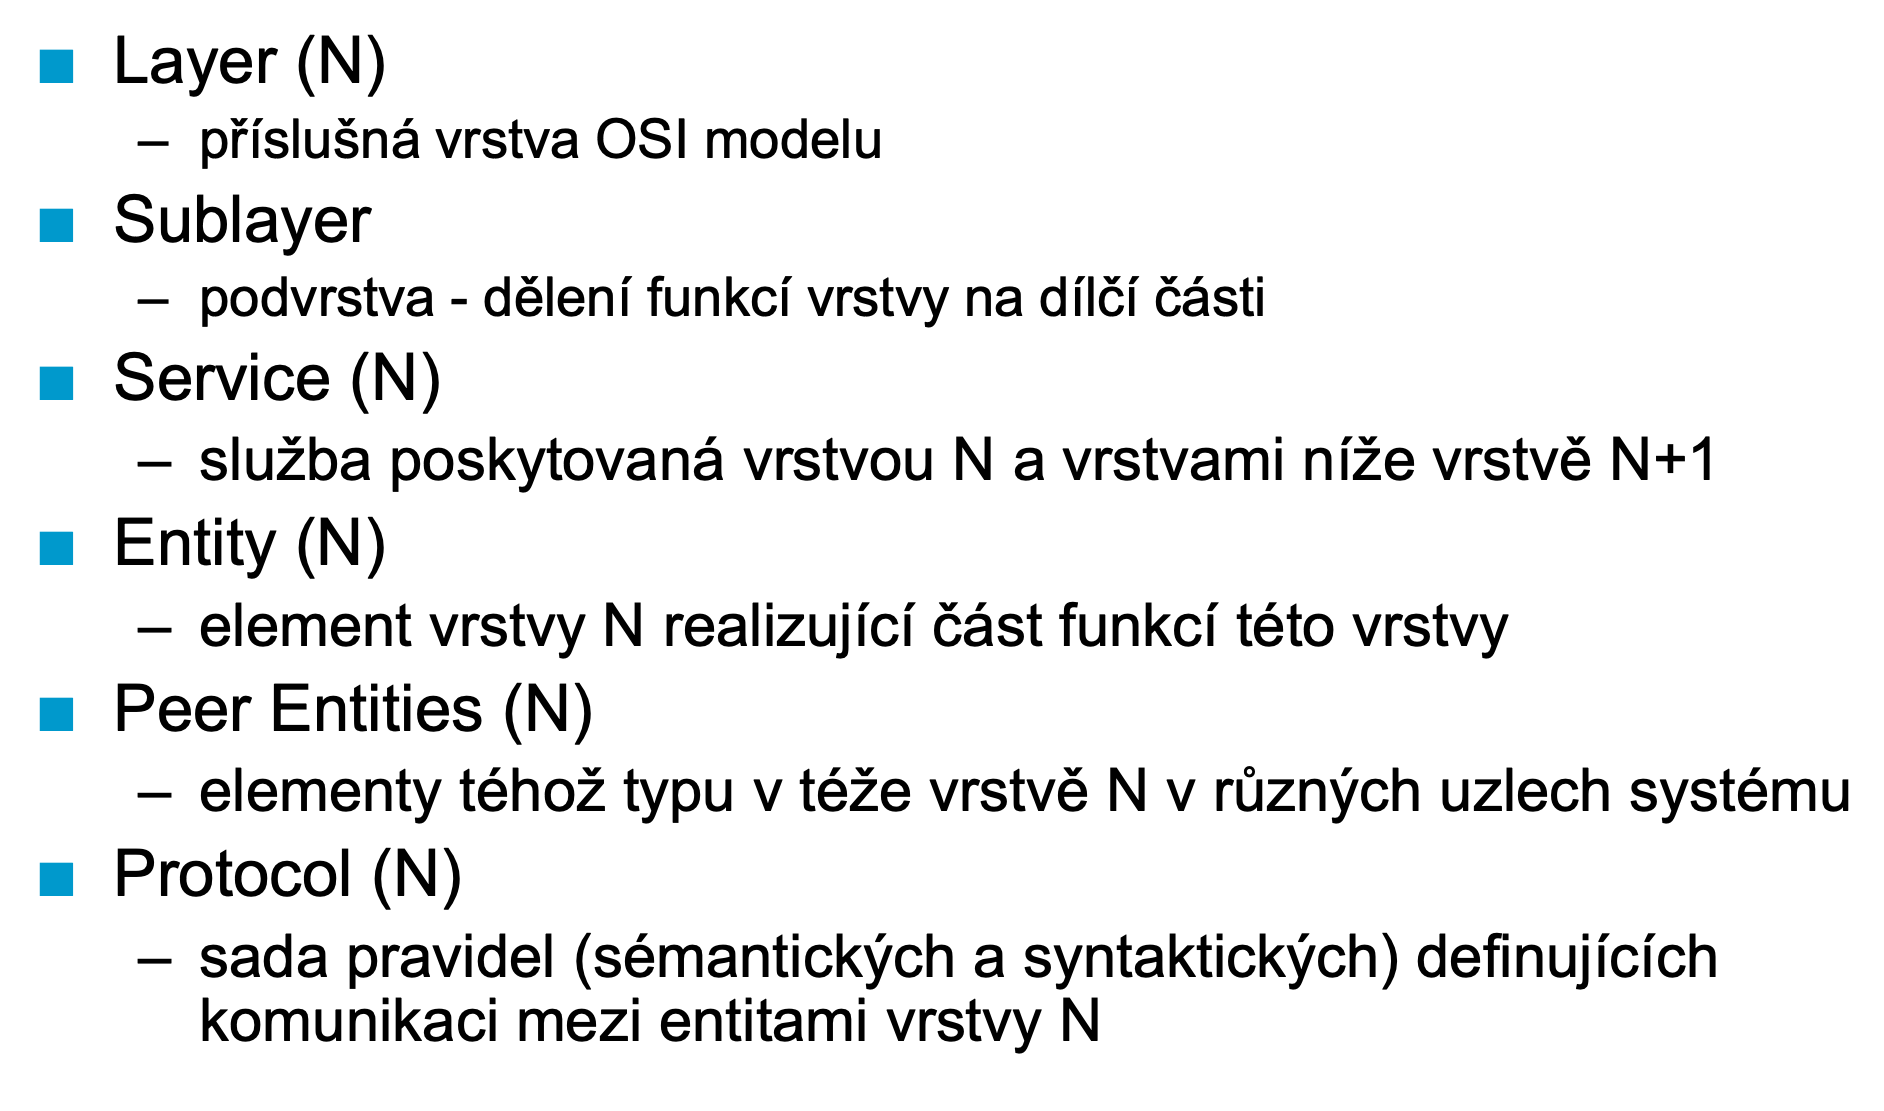 Layer (N)
– příslušná vrstva OSI modelu
Sublayer
– podvrstva - dělení funkcí vrstvy na dílčí části
Service (N)
– služba poskytovaná vrstvou N a vrstvami níže vrstvě N+1
Entity (N)
– element vrstvy N realizující část funkcí této vrstvy
Peer Entities (N)
– elementy téhož typu v téže vrstvě N v různých uzlech systému
Protocol (N)
– sada pravidel (sémantických a syntaktických) definujících
komunikaci mezi entitami vrstvy N